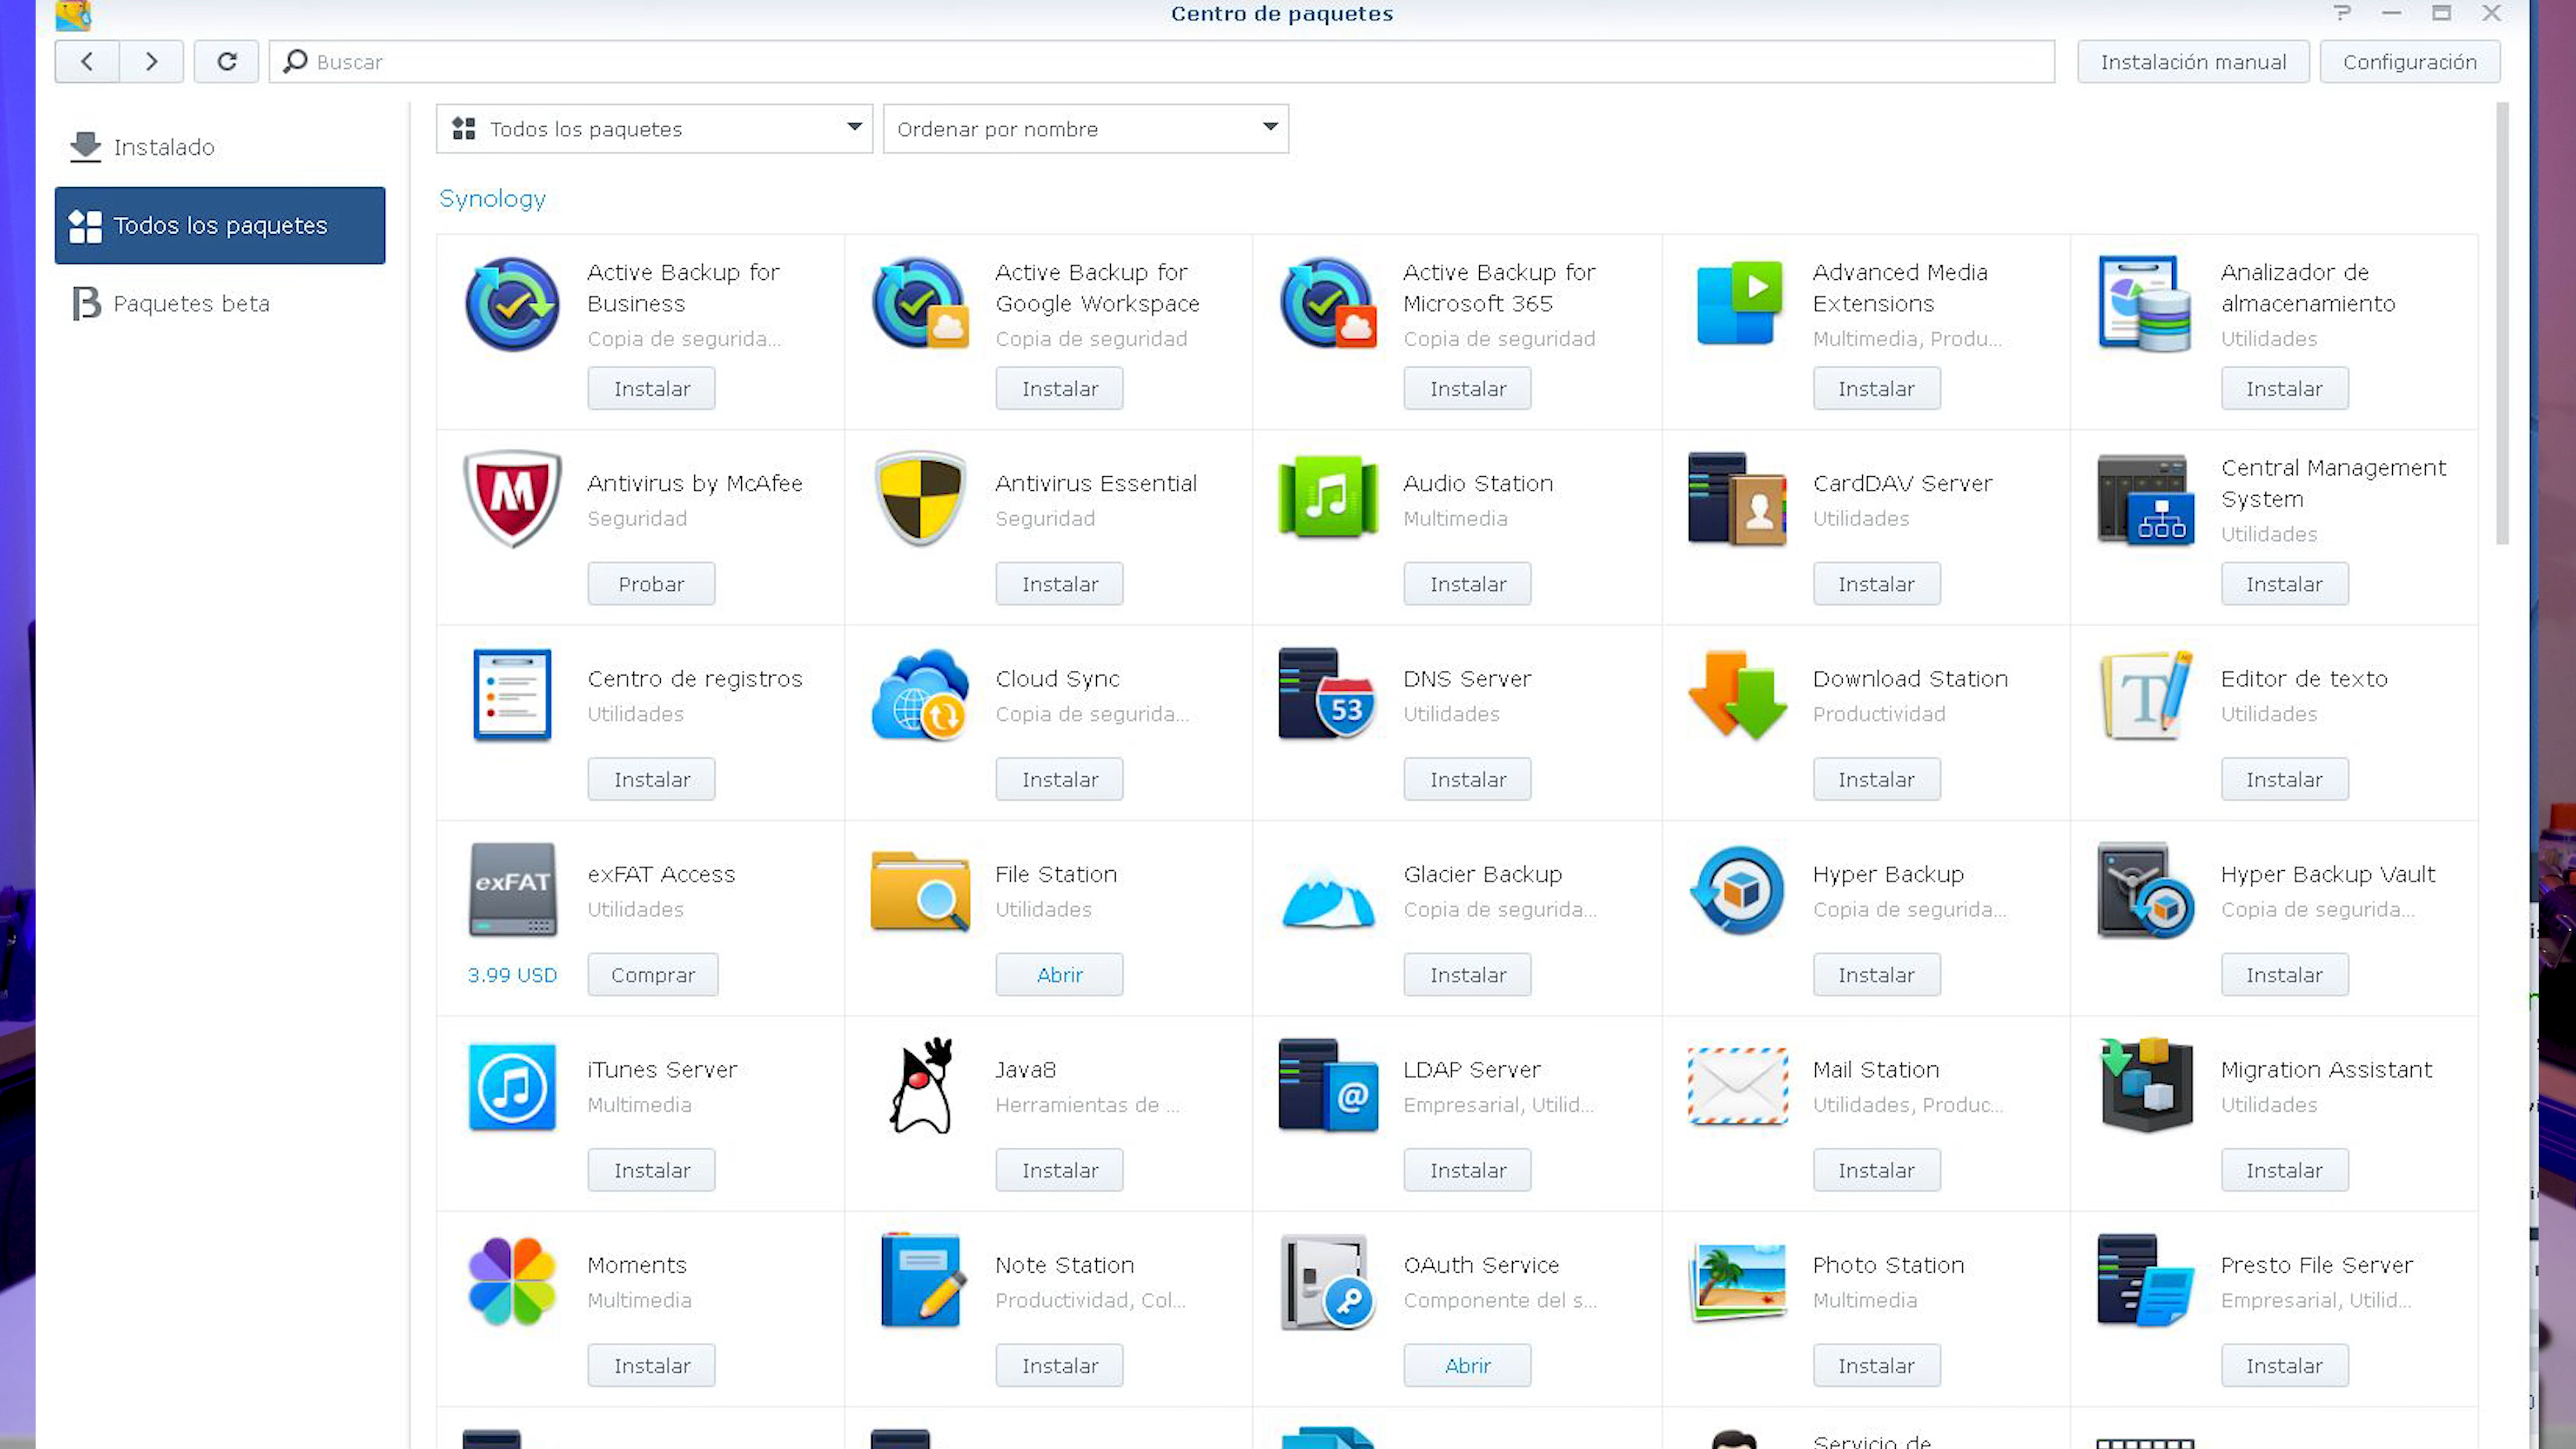 Centro de paquetes
Buscar
Instalación manual
Configuración
Instalado
Todos los paquetes
Paquetes beta
Todos los paquetes
Ordenar por nombre
Synology
Active Backup for
Business
Copia de segurida...
Instalar
Active Backup for
Google Workspace
Copia de seguridad
Instalar
Active Backup for
Microsoft 365
Copia de seguridad
Instalar
Advanced Media
Extensions
Multimedia, Produ...
Instalar
Analizador de
almacenamiento
Utilidades
Instalar
Antivirus by McAfee
Seguridad
Probar
Antivirus Essential
Seguridad
Instalar
Audio Station
Multimedia
Instalar
CardDAV Server
Utilidades
Instalar
Central Management
System
Utilidades
Instalar
Centro de registros
Utilidades
Instalar
Cloud Sync
Copia de segurida...
Instalar
53
DNS Server
Utilidades
Instalar
Download Station
Productividad
Instalar
T
Editor de texto
Utilidades
Instalar
exFAT
exFAT Access
Utilidades
3.99 USD
Comprar
File Station
Utilidades
Abrir
Glacier Backup
Copia de segurida...
Instalar
Hyper Backup
Copia de segurida...
Instalar
Hyper Backup Vault
Copia de segurida...
Instalar
iTunes Server
Multimedia
Instalar
Java8
Herramientas de ...
Instalar
@
LDAP Server
Empresarial, Utilid...
Instalar
Mail Station
Utilidades, Produc...
Instalar
Migration Assistant
Utilidades
Instalar
Moments
Multimedia
Instalar
Note Station
Productividad, Col...
Instalar
OAuth Service
Componente del s...
Abrir
Photo Station
Multimedia
Instalar
Presto File Server
Empresarial, Utilid...
Instalar
Servicio de